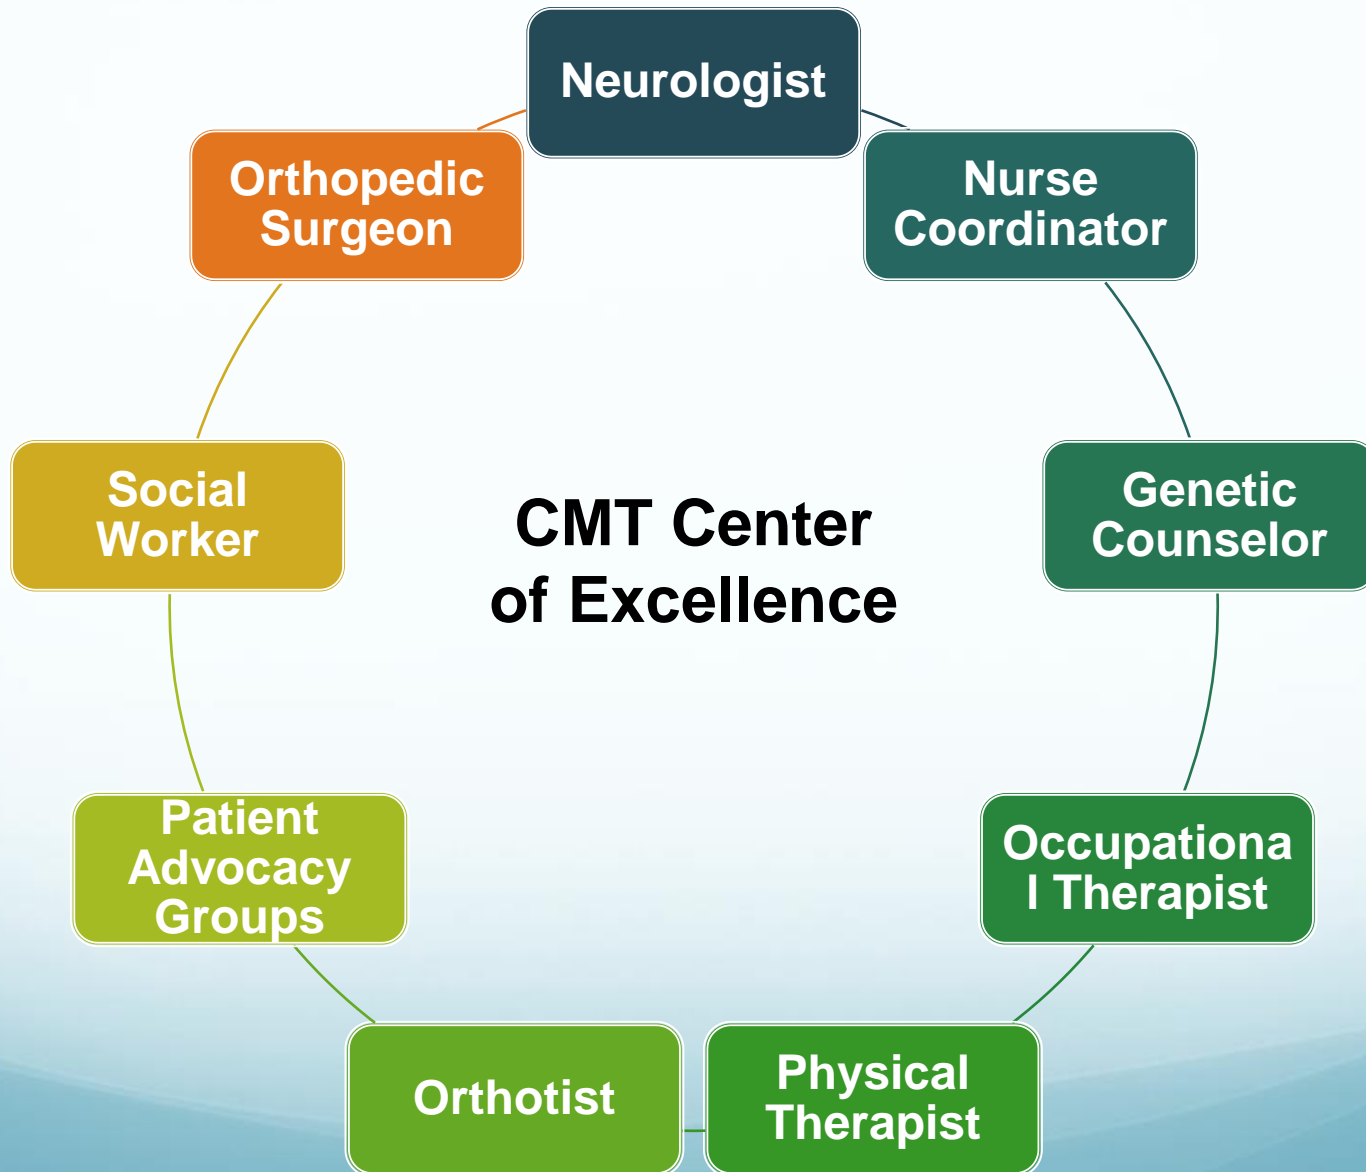 Neurologist
Nurse
Coordinator
Genetic
Counselor
Occupationa
l Therapist
Physical
Therapist
Orthotist
Patient
Advocacy
Groups
Social
Worker
Orthopedic
Surgeon
CMT Center
of Excellence